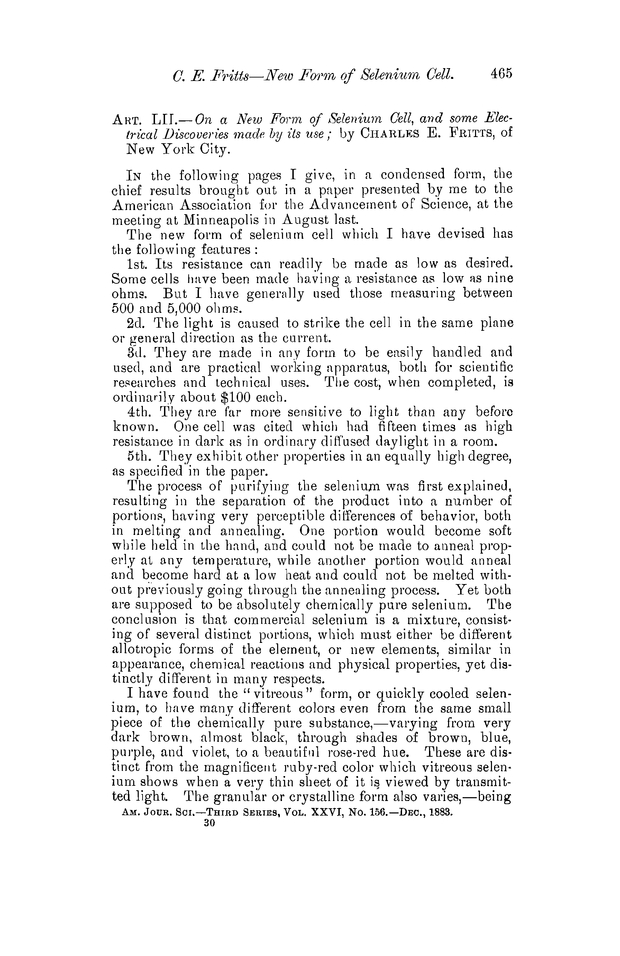 C. E. Fritts—New Form of Selenium Cell. 465
ART. LII.—On a New Form of Selenium Cell, and some Elec-
trical Discoveries made by its use; by CHARLES E. FRITTS, of
New York City.
IN the following pages I give, in a condensed form, the
chief results brought out in a paper presented by me to the
American Association for the Advancement of Science, at the
meeting at Minneapolis in August last.
The new form of selenium cell which I have devised has
the following features:
1st. Its resistance can readily be made as low as desired.
Some cells have been made having a resistance as low as nine
ohms. But I have generally used those measuring between
500 and 5,000 ohms.
2d. The light is caused to strike the cell in the same plane
or general direction as the current.
3d. They are made in any form to be easily handled and
used, and are practical working apparatus, both for scientific
researches and technical uses. The cost, when completed, is
ordinarily about $100 each.
4th. They are far more sensitive to light than any before
known. One cell was cited which had fifteen times as high
resistance in dark as in ordinary diffused daylight in a room.
5th. They exhibit other properties in an equally high degree,
as specified in the paper.
The process of purifying the selenium was first explained,
resulting in the separation of the product into a number of
portions, having very perceptible differences of behavior, both
in melting and annealing. One portion would become soft
while held in the hand, and could not be made to anneal prop-
erly at any temperature, while another portion would anneal
and become hard at a low heat and could not be melted with-
out previously going through the annealing process. Yet both
are supposed to be absolutely chemically pure selenium. The
conclusion is that commercial selenium is a mixture, consist-
ing of several distinct portions, which must either be different
allotropic forms of the element, or new elements, similar in
appearance, chemical reactions and physical properties, yet dis-
tinctly different in many respects.
I have found the "vitreous" form, or quickly cooled selen-
ium, to have many different colors even from the same small
piece of the chemically pure substance,—varying from very
dark brown, almost black, through shades of brown, blue,
purple, and violet, to a beautiful rose-red hue. These are dis-
tinct from the magnificent ruby-red color which vitreous selen-
ium shows when a very thin sheet of it is viewed by transmit-
ted light. The granular or crystalline form also varies,—being
AM. JOUR. SCI.—THIRD SERIES, VOL. XXVI, NO. 156.—DEC., 1883.
30